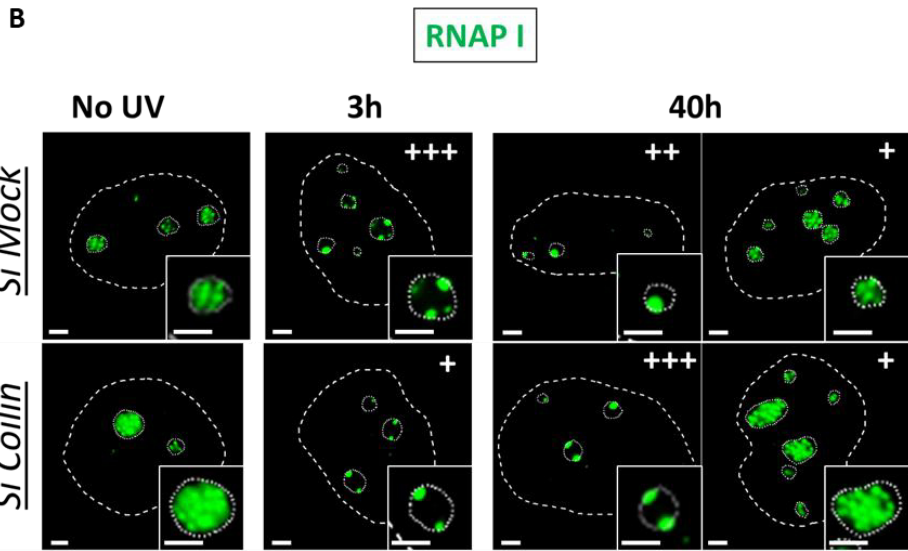 B
RNAP I
No UV
3h
40h
Si Mock
+++
++
+
Si Coilin
+
+++
+